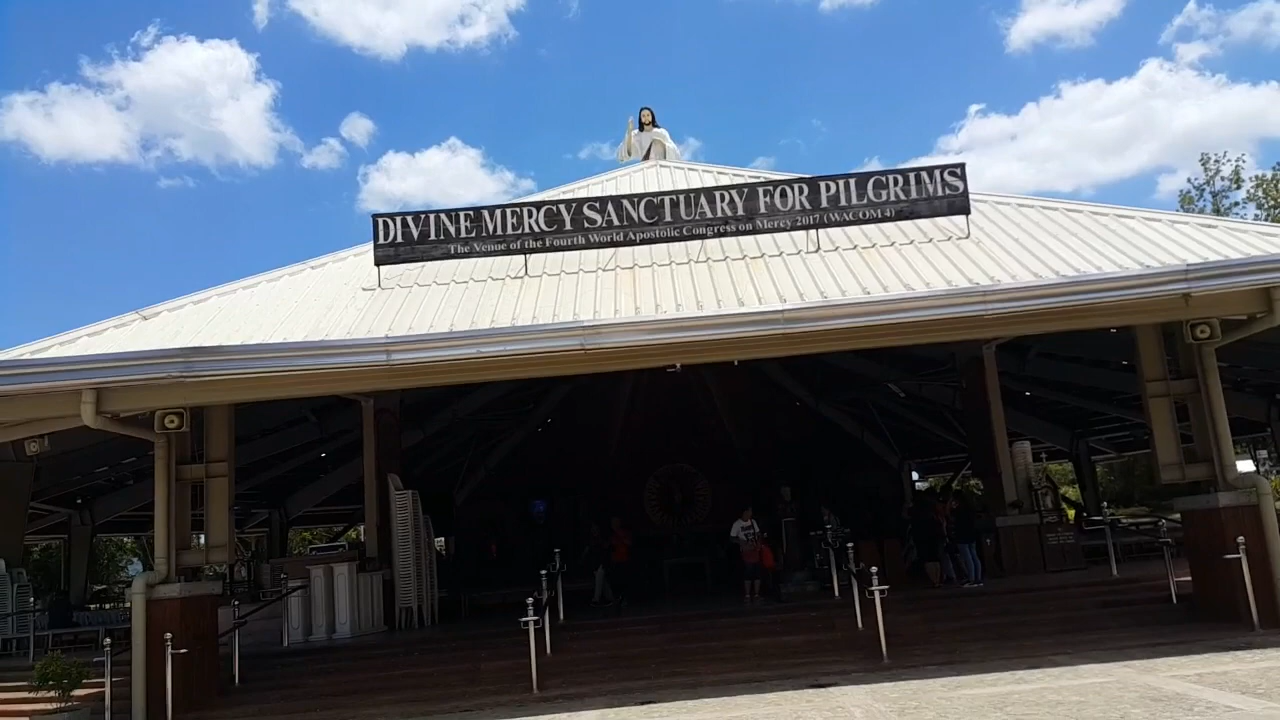 DIVINE MERCY SANCTUARY FOR PILGRIMS
The Venue of the Fourth World Apostolic Congress on Mercy 2017 (WACOM 4)